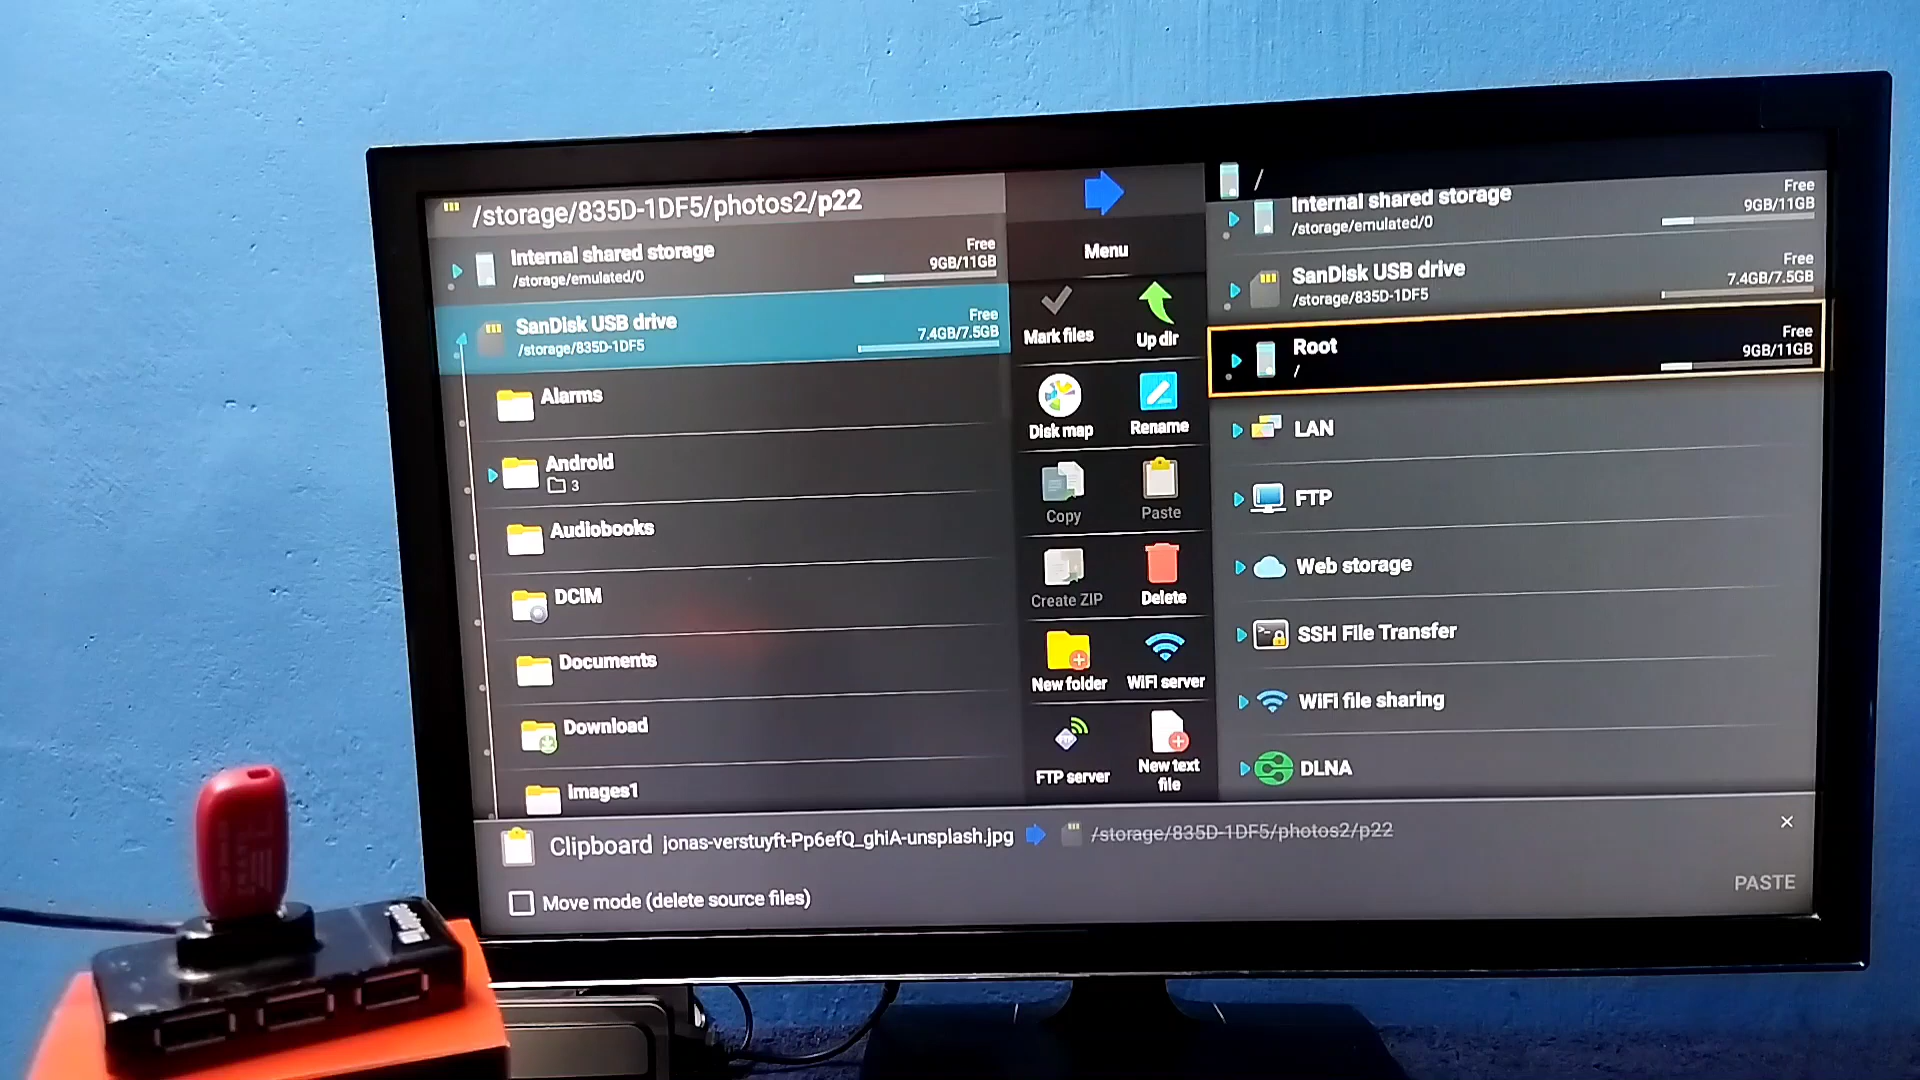 /storage/835D-1DF5/photos2/p22
Internal shared storage
/storage/emulated/0
Free
9GB/11GB
SanDisk USB drive
/storage/835D-1DF5
Free
7.4GB/7.5GB
Alarms
Android
3
Audiobooks
DCIM
Documents
Download
images1
Menu
Mark files
Up dir
Disk map
Rename
Copy
Paste
Create ZIP
Delete
New folder
WiFi server
FTP server
New text
file
/
Internal shared storage
/storage/emulated/0
Free
9GB/11GB
SanDisk USB drive
/storage/835D-1DF5
Free
7.4GB/7.5GB
Root
/
Free
9GB/11GB
LAN
FTP
Web storage
SSH File Transfer
WiFi file sharing
DLNA
Clipboard jonas-verstuyft-Pp6efQ_ghiA-unsplash.jpg /storage/835D-1DF5/photos2/p22
Move mode (delete source files)
PASTE